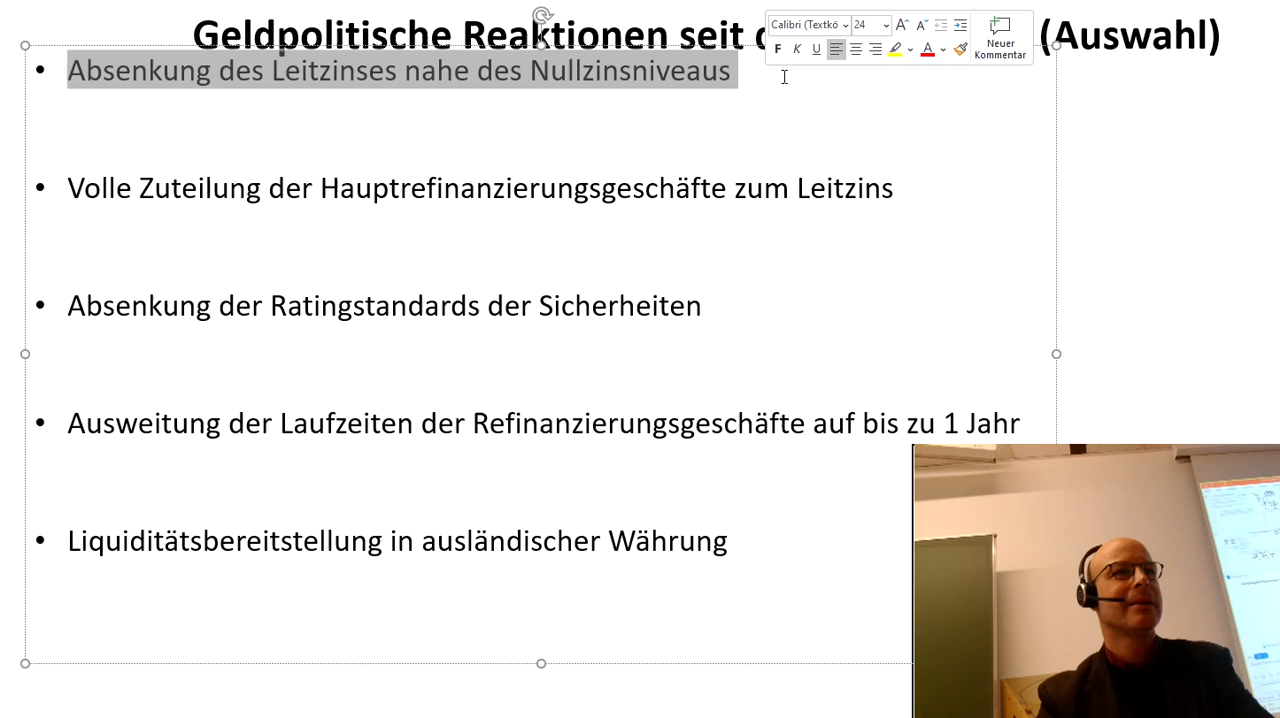 Geldpolitische Reaktionen seit (Auswahl)
Calibri (Textkö 24
F K U
Neuer
Kommentar
• Absenkung des Leitzinses nahe des Nullzinsniveaus
• Volle Zuteilung der Hauptrefinanzierungsgeschäfte zum Leitzins
• Absenkung der Ratingstandards der Sicherheiten
• Ausweitung der Laufzeiten der Refinanzierungsgeschäfte auf bis zu 1 Jahr
• Liquiditätsbereitstellung in ausländischer Währung